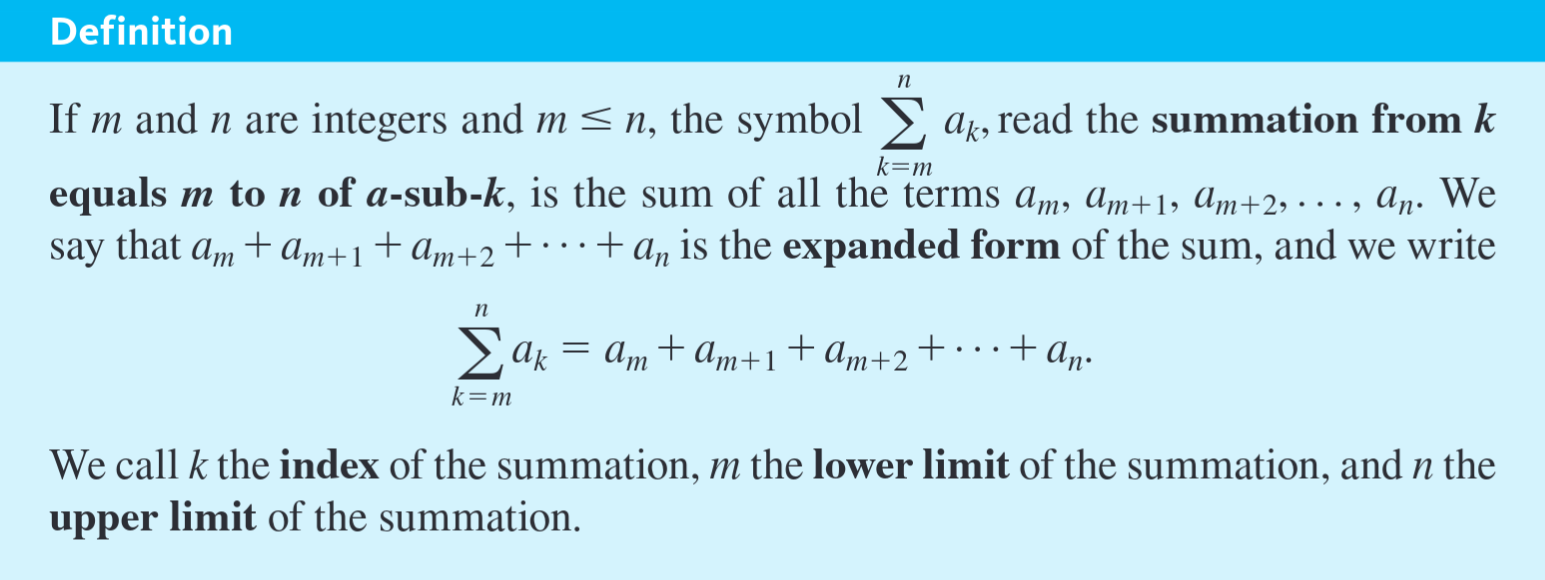 Definition
If m and n are integers and m ≤ n, the symbol $\sum_{k=m}^{n} a_k$, read the summation from k
equals m to n of a-sub-k, is the sum of all the terms $a_m, a_{m+1}, a_{m+2}, \ldots, a_n$. We
say that $a_m + a_{m+1} + a_{m+2} + \cdots + a_n$ is the expanded form of the sum, and we write
$\sum_{k=m}^{n} a_k = a_m + a_{m+1} + a_{m+2} + \cdots + a_n.$
We call k the index of the summation, m the lower limit of the summation, and n the
upper limit of the summation.